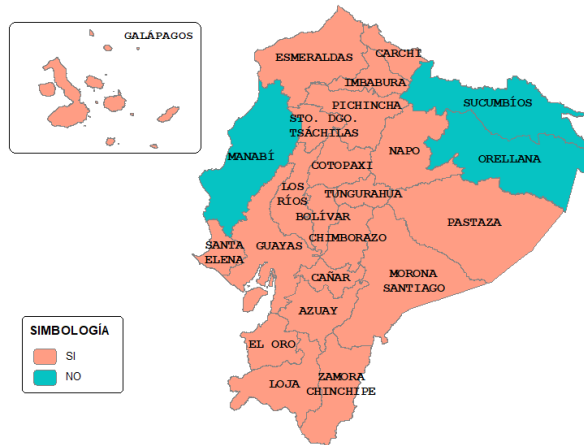 GALÁPAGOS
ESMERALDAS
CARCHI
IMBABURA
SUCUMBÍOS
PICHINCHA
STO. DGO.
TSÁCHILAS
MANABÍ
NAPO
ORELLANA
COTOPAXI
LOS
RÍOS
TUNGURAHUA
BOLÍVAR
PASTAZA
CHIMBORAZO
SANTA
ELENA
GUAYAS
CAÑAR
MORONA
SANTIAGO
AZUAY
EL ORO
LOJA
ZAMORA
CHINCHIPE
SIMBOLOGÍA
SI
NO